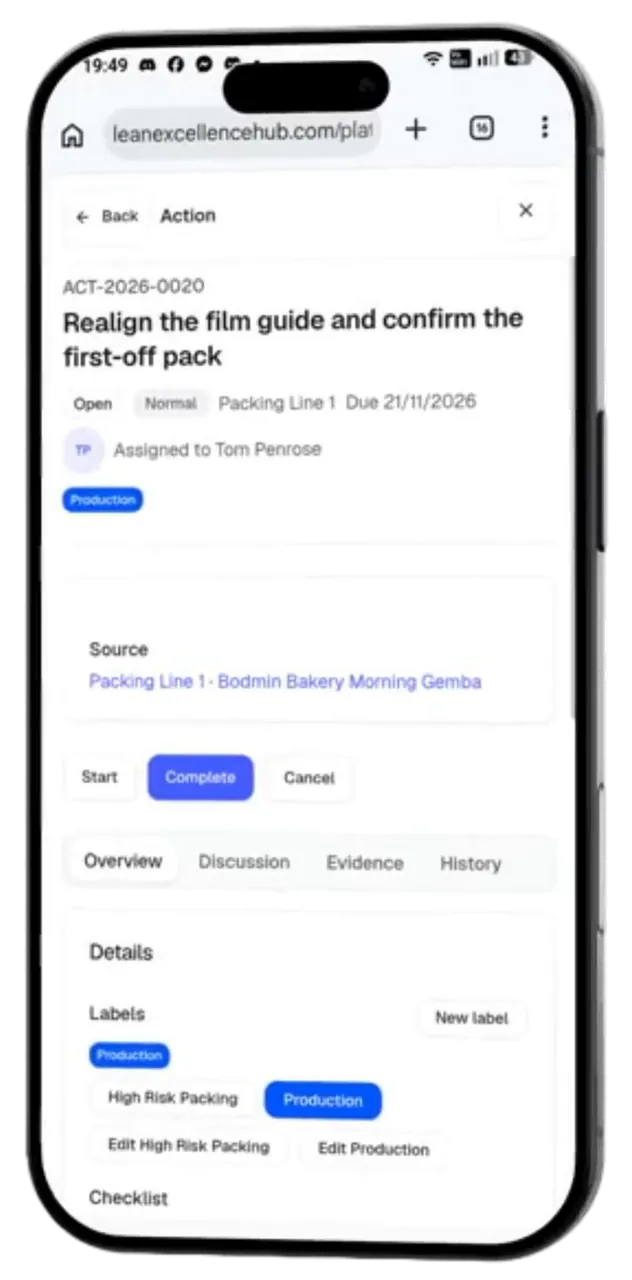 19:49
leanexcellencehub.com/plat
16
43
← Back Action
ACT-2026-0020
Realign the film guide and confirm the
first-off pack
Open Normal Packing Line 1 Due 21/11/2026
TP Assigned to Tom Penrose
Production
Source
Packing Line 1 · Bodmin Bakery Morning Gemba
Start Complete Cancel
Overview Discussion Evidence History
Details
Labels New label
Production
High Risk Packing Production
Edit High Risk Packing Edit Production
Checklist